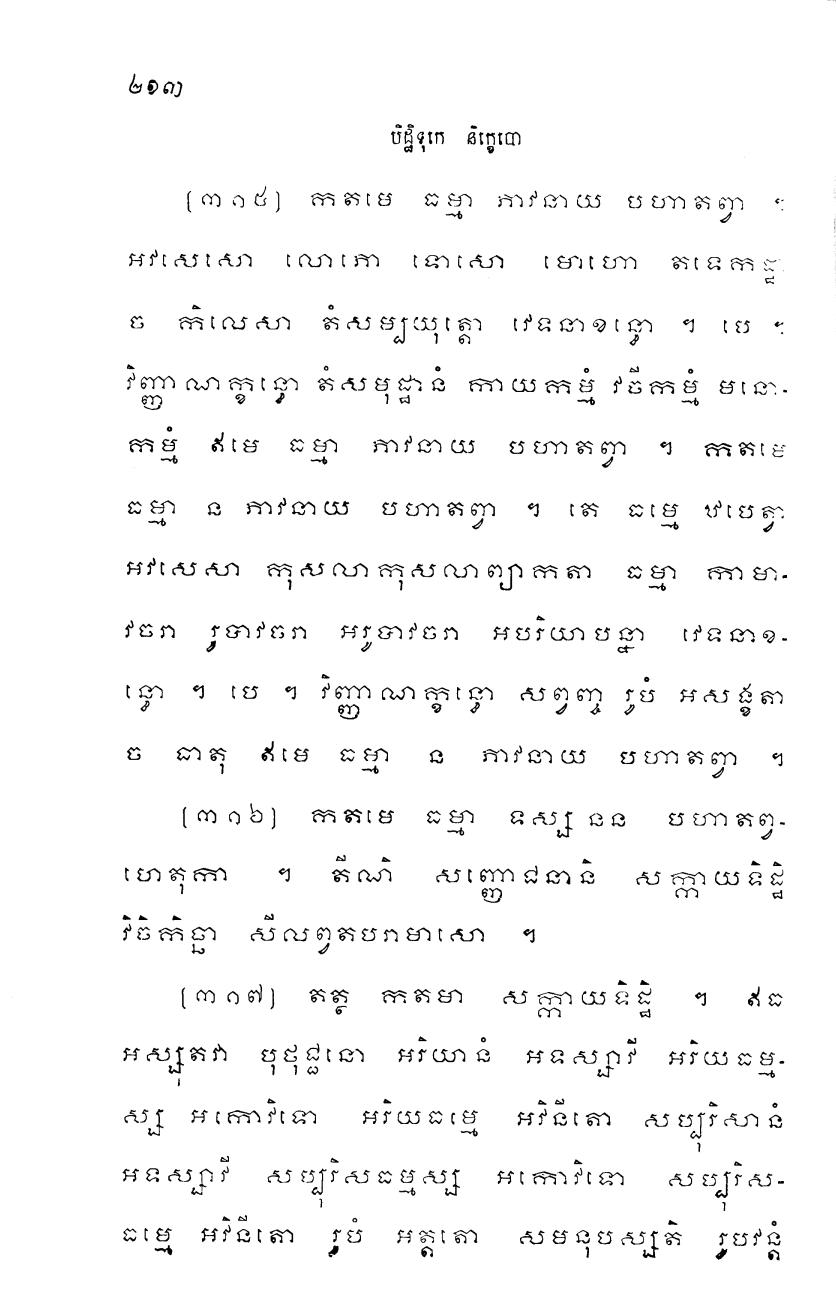 ២១៣
បិដ្ឋិទុកេ និក្ខេបោ
[៣១៥] កតមេ ធម្មា ភាវនាយ បហាតព្វា ។
អវសេសោ លោភោ ទោសោ មោហោ តទេកដ្ឋា
ច កិលេសា តំសម្បយុត្តោ វេទនាខន្ធោ ។ បេ ។
វិញ្ញាណក្ខន្ធោ តំសមុដ្ឋានំ កាយកម្មំ វចីកម្មំ មនោ-
កម្មំ ឥមេ ធម្មា ភាវនាយ បហាតព្វា ។ កតមេ
ធម្មា ន ភាវនាយ បហាតព្វា ។ តេ ធម្មេ ឋបេត្វា
អវសេសា កុសលាកុសលាព្យាកតា ធម្មា កាមា-
វចរា រូបាវចរា អរូបាវចរា អបរិយាបន្នា វេទនាខ-
ន្ធោ ។ បេ ។ វិញ្ញាណក្ខន្ធោ សព្វញ្ច រូបំ អសង្ខតា
ច ធាតុ ឥមេ ធម្មា ន ភាវនាយ បហាតព្វា ។
[៣១៦] កតមេ ធម្មា ទស្សនេន បហាតព្វ-
ហេតុកា ។ តីណិ សញ្ញោជនានិ សក្កាយទិដ្ឋិ
វិចិកិច្ឆា សីលព្វតបរាមាសោ ។
[៣១៧] តត្ថ កតមា សក្កាយទិដ្ឋិ ។ ឥធ
អស្សុតវា បុថុជ្ជនោ អរិយានំ អទស្សាវី អរិយធម្ម-
ស្ស អកោវិទោ អរិយធម្មេ អវិនីតោ សប្បុរិសានំ
អទស្សាវី សប្បុរិសធម្មស្ស អកោវិទោ សប្បុរិស-
ធម្មេ អវិនីតោ រូបំ អត្តតោ សមនុបស្សតិ រូបវន្តំ